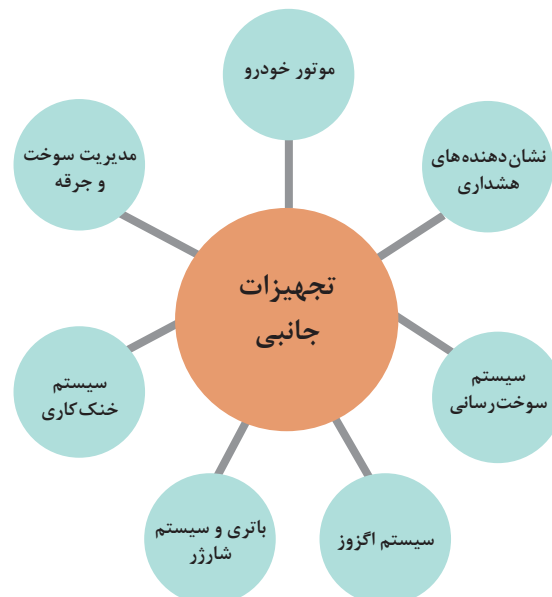 موتور خودرو
نشان‌دهنده‌های
هشداری
مدیریت سوخت
و جرقه
تجهیزات
جانبی
سیستم
سوخت‌رسانی
سیستم
خنک‌کاری
سیستم اگزوز
باتری و سیستم
شارژر